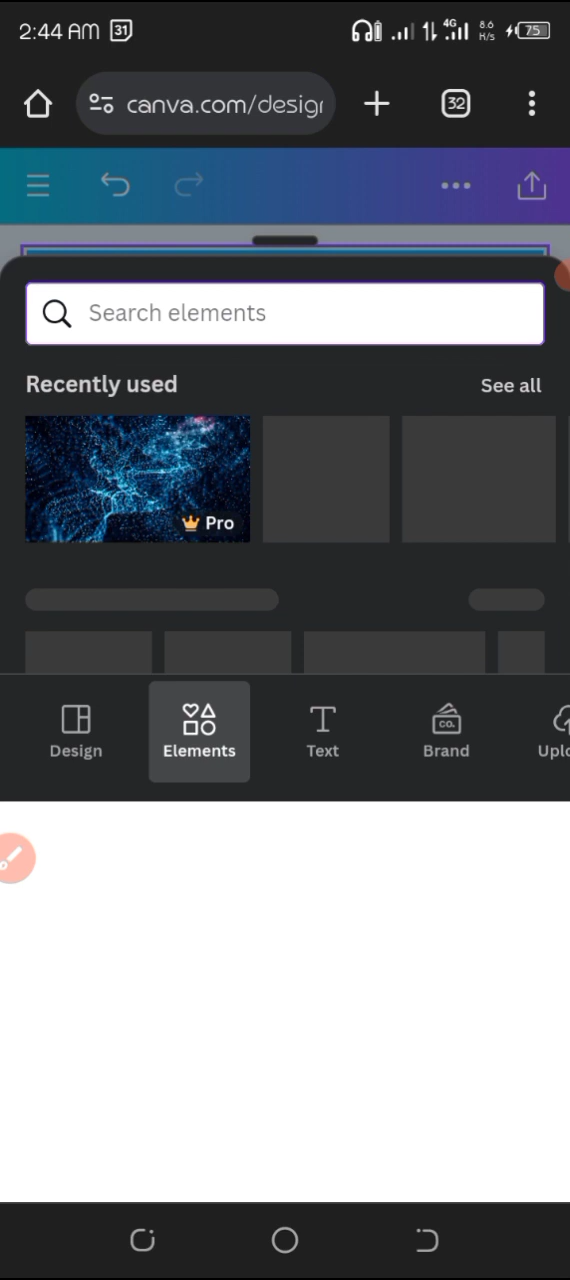 2:44 AM 31 4G 8.6 K/s 75
canva.com/desigr
32
Search elements
Recently used
See all
Pro
Design
Elements
Text
CO.
Brand
Uplo